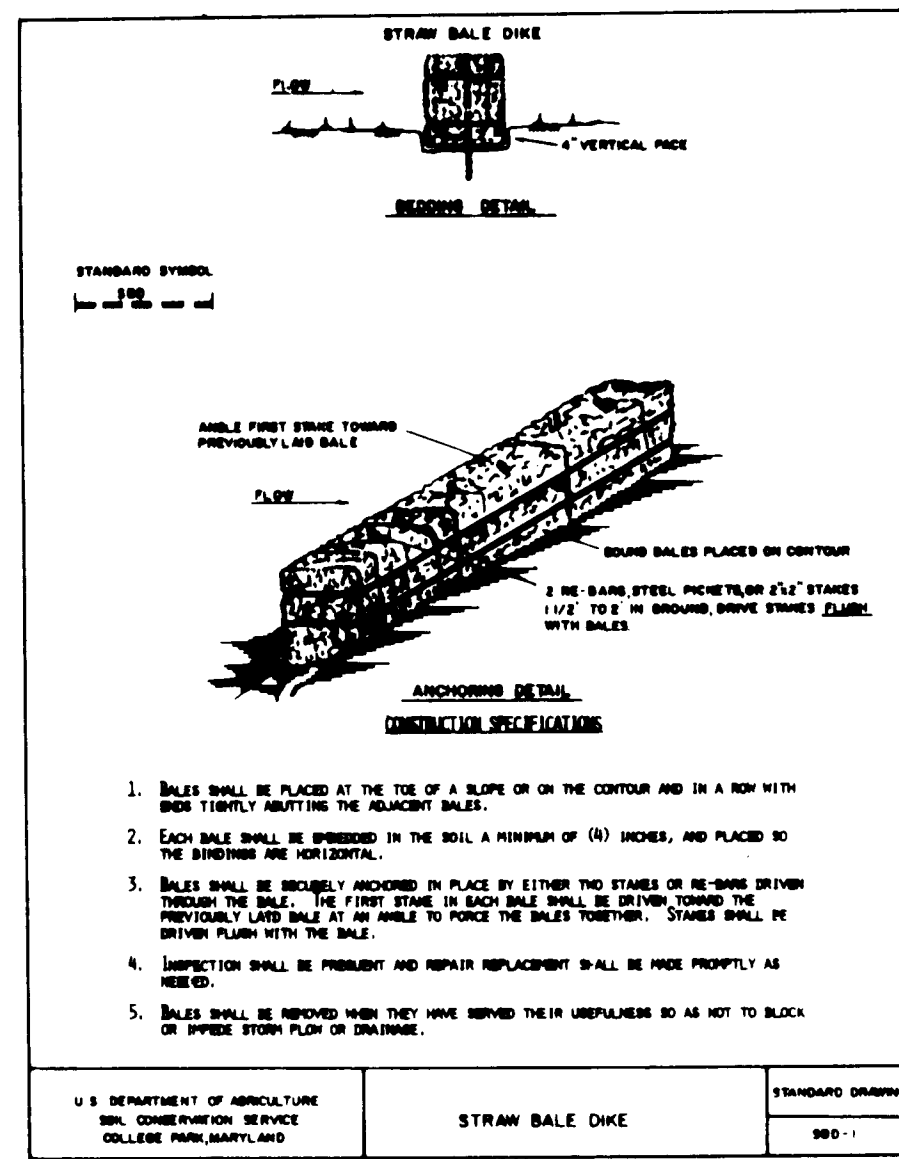 STRAW BALE DIKE
FLOW
4" VERTICAL FACE
BEDDING DETAIL
STANDARD SYMBOL
SBD
ANGLE FIRST STAKE TOWARD
PREVIOUSLY LAID BALE
FLOW
BOUND BALES PLACED ON CONTOUR
2 RE-BARS, STEEL PICKETS, OR 2"x2" STAKES
1 1/2' TO 2' IN GROUND, DRIVE STAKES FLUSH
WITH BALES.
ANCHORING DETAIL
CONSTRUCTION SPECIFICATIONS
1. BALES SHALL BE PLACED AT THE TOE OF A SLOPE OR ON THE CONTOUR AND IN A ROW WITH
ENDS TIGHTLY ABUTTING THE ADJACENT BALES.
2. EACH BALE SHALL BE EMBEDDED IN THE SOIL A MINIMUM OF (4) INCHES, AND PLACED SO
THE BINDINGS ARE HORIZONTAL.
3. BALES SHALL BE SECURELY ANCHORED IN PLACE BY EITHER TWO STAKES OR RE-BARS DRIVEN
THROUGH THE BALE. THE FIRST STAKE IN EACH BALE SHALL BE DRIVEN TOWARD THE
PREVIOUSLY LAID BALE AT AN ANGLE TO FORCE THE BALES TOGETHER. STAKES SHALL BE
DRIVEN FLUSH WITH THE BALE.
4. INSPECTION SHALL BE FREQUENT AND REPAIR REPLACEMENT SHALL BE MADE PROMPTLY AS
NEEDED.
5. BALES SHALL BE REMOVED WHEN THEY HAVE SERVED THEIR USEFULNESS SO AS NOT TO BLOCK
OR IMPEDE STORM FLOW OR DRAINAGE.
U S DEPARTMENT OF AGRICULTURE
SOIL CONSERVATION SERVICE
COLLEGE PARK, MARYLAND
STRAW BALE DIKE
STANDARD DRAWING
SBD-1